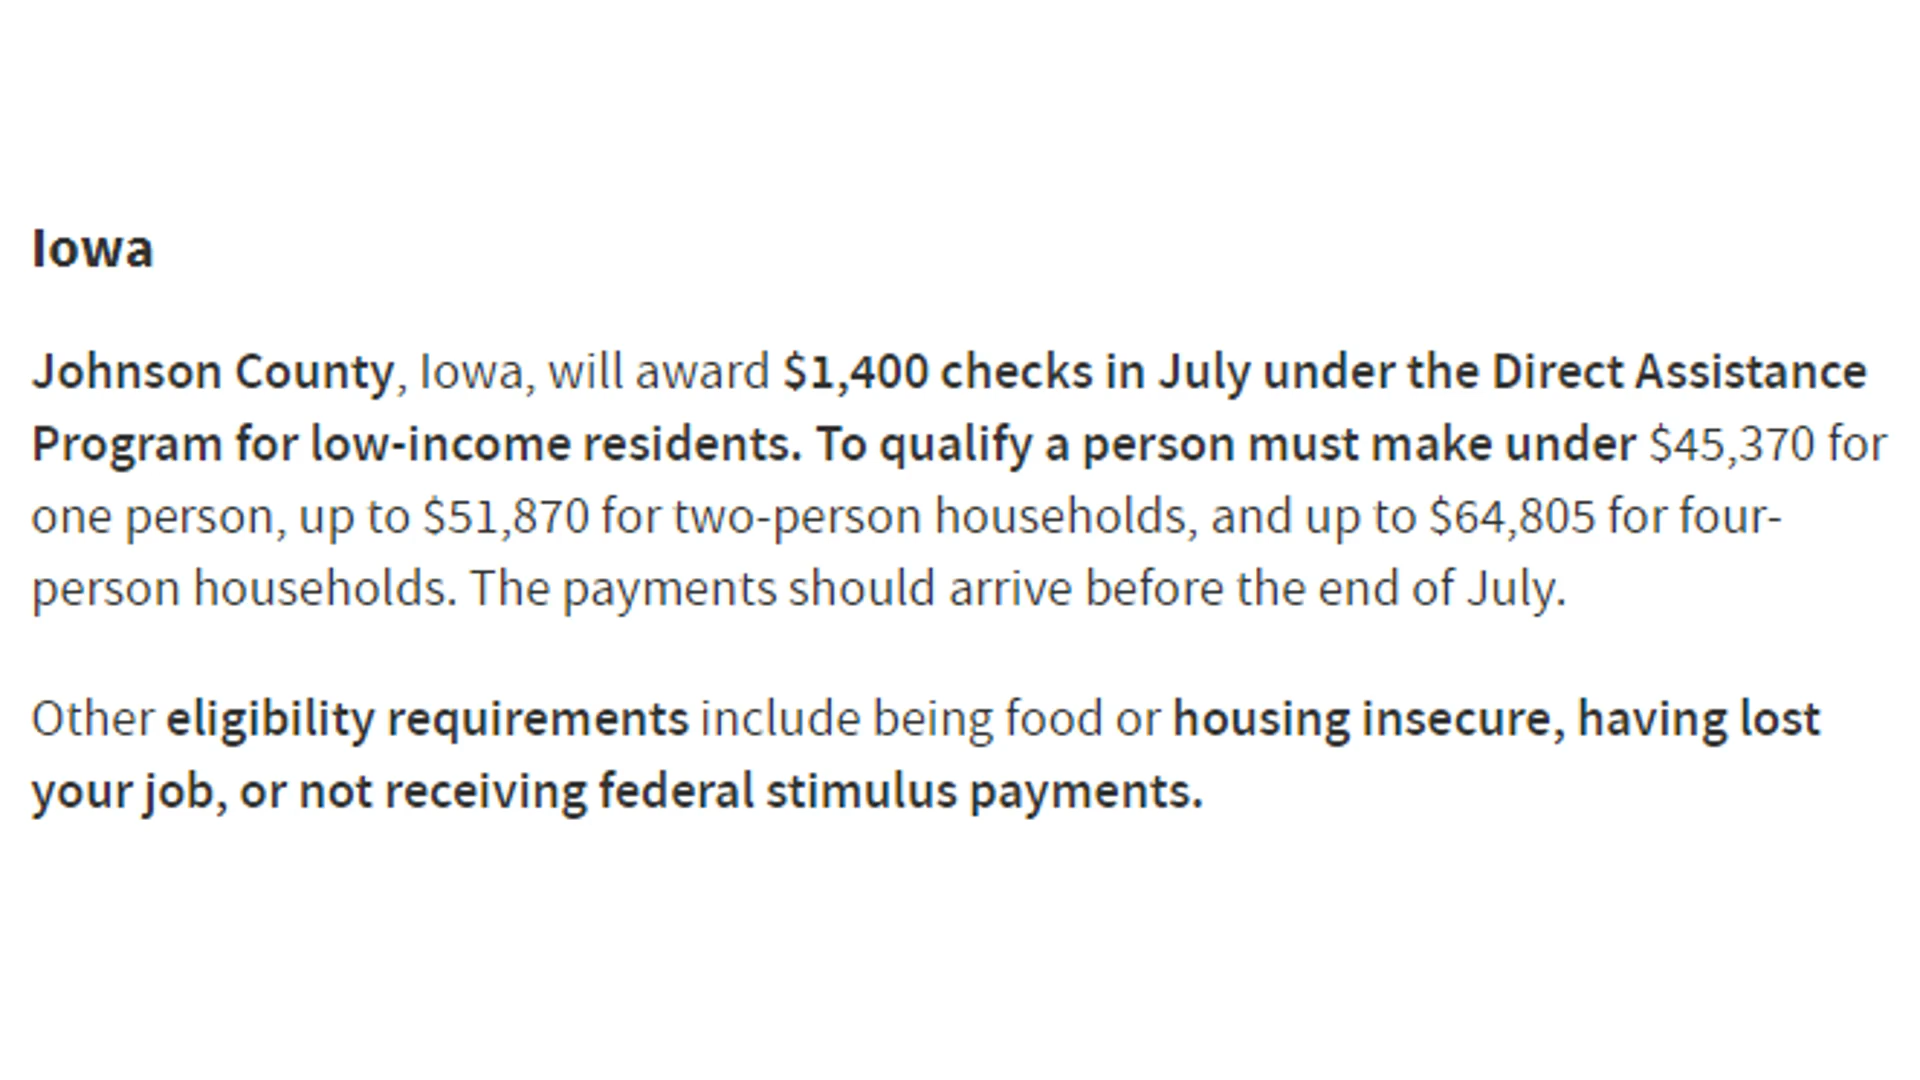 Iowa
Johnson County, Iowa, will award $1,400 checks in July under the Direct Assistance
Program for low-income residents. To qualify a person must make under $45,370 for
one person, up to $51,870 for two-person households, and up to $64,805 for four-
person households. The payments should arrive before the end of July.
Other eligibility requirements include being food or housing insecure, having lost
your job, or not receiving federal stimulus payments.